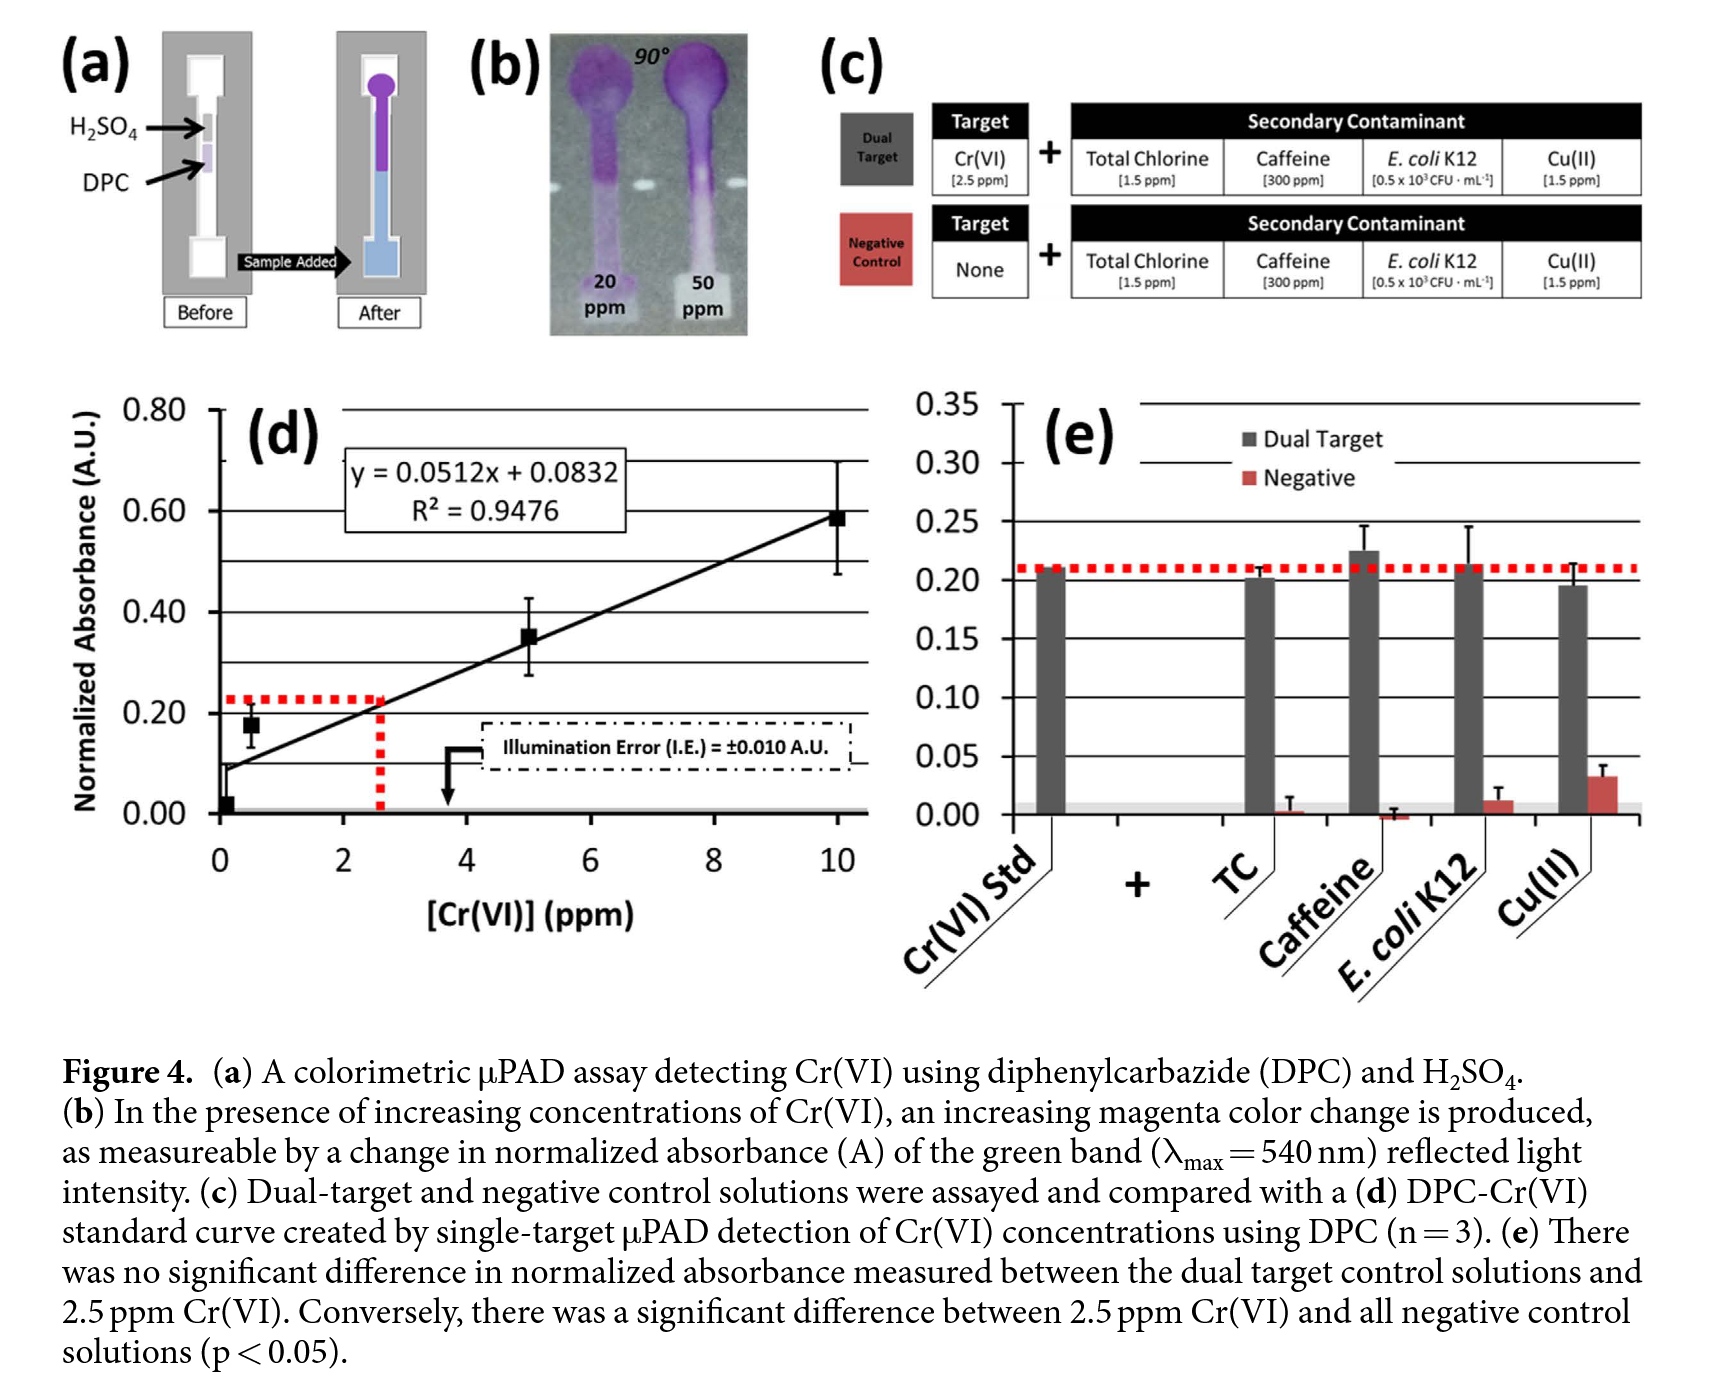 (a)
H₂SO₄
DPC
Sample Added
Before
After
(b)
90°
20 ppm
50 ppm
(c)
Dual Target
Target
Secondary Contaminant
Cr(VI) [2.5 ppm]
+
Total Chlorine [1.5 ppm]
Caffeine [300 ppm]
E. coli K12 [0.5 x 10³ CFU · mL⁻¹]
Cu(II) [1.5 ppm]
Negative Control
Target
Secondary Contaminant
None
+
Total Chlorine [1.5 ppm]
Caffeine [300 ppm]
E. coli K12 [0.5 x 10³ CFU · mL⁻¹]
Cu(II) [1.5 ppm]
(d)
Normalized Absorbance (A.U.)
0.80
0.60
0.40
0.20
0.00
y = 0.0512x + 0.0832
R² = 0.9476
Illumination Error (I.E.) = ±0.010 A.U.
0 2 4 6 8 10
[Cr(VI)] (ppm)
(e)
0.35
0.30
0.25
0.20
0.15
0.10
0.05
0.00
Dual Target
Negative
Cr(VI) Std
+
TC
Caffeine
E. coli K12
Cu(II)
Figure 4. (a) A colorimetric μPAD assay detecting Cr(VI) using diphenylcarbazide (DPC) and H₂SO₄.
(b) In the presence of increasing concentrations of Cr(VI), an increasing magenta color change is produced,
as measureable by a change in normalized absorbance (A) of the green band (λmax = 540 nm) reflected light
intensity. (c) Dual-target and negative control solutions were assayed and compared with a (d) DPC-Cr(VI)
standard curve created by single-target μPAD detection of Cr(VI) concentrations using DPC (n = 3). (e) There
was no significant difference in normalized absorbance measured between the dual target control solutions and
2.5 ppm Cr(VI). Conversely, there was a significant difference between 2.5 ppm Cr(VI) and all negative control
solutions (p < 0.05).